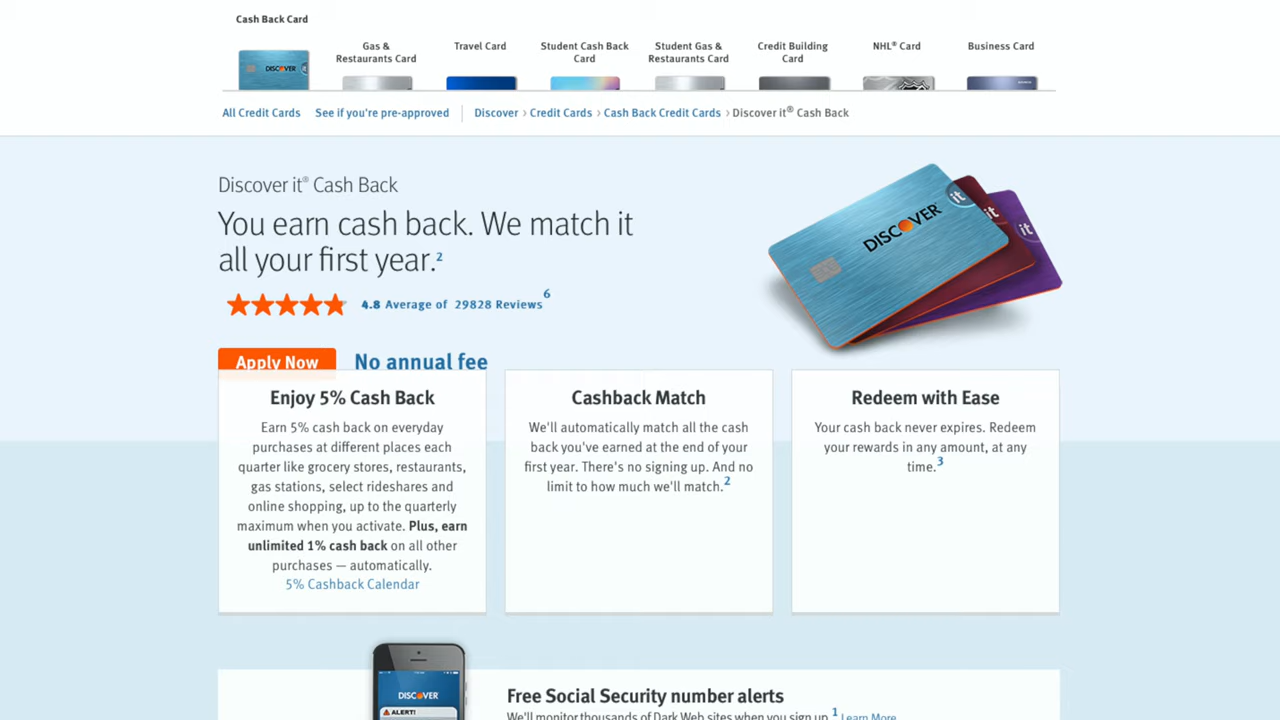 Cash Back Card
Gas &
Restaurants Card
Travel Card
Student Cash Back
Card
Student Gas &
Restaurants Card
Credit Building
Card
NHL® Card
Business Card
DISCOVER
All Credit Cards
See if you're pre-approved
Discover › Credit Cards › Cash Back Credit Cards › Discover it® Cash Back
Discover it® Cash Back
You earn cash back. We match it
all your first year.2
4.8 Average of 29828 Reviews6
Apply Now
No annual fee
DISCOVER
it
it
it
Enjoy 5% Cash Back
Earn 5% cash back on everyday
purchases at different places each
quarter like grocery stores, restaurants,
gas stations, select rideshares and
online shopping, up to the quarterly
maximum when you activate. Plus, earn
unlimited 1% cash back on all other
purchases — automatically.
5% Cashback Calendar
Cashback Match
We'll automatically match all the cash
back you've earned at the end of your
first year. There's no signing up. And no
limit to how much we'll match.2
Redeem with Ease
Your cash back never expires. Redeem
your rewards in any amount, at any
time.3
DISCOVER
ALERT!
Free Social Security number alerts
We'll monitor thousands of Dark Web sites when you sign up.1 Learn More